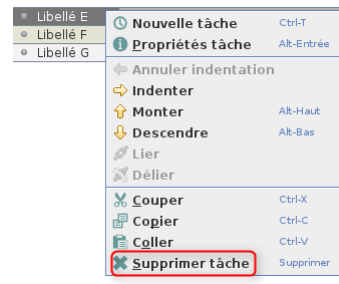 Libellé E
Libellé F
Libellé G
Nouvelle tâche Ctrl-T
Propriétés tâche Alt-Entrée
Annuler indentation
Indenter
Monter Alt-Haut
Descendre Alt-Bas
Lier
Délier
Couper Ctrl-X
Copier Ctrl-C
Coller Ctrl-V
Supprimer tâche Supprimer